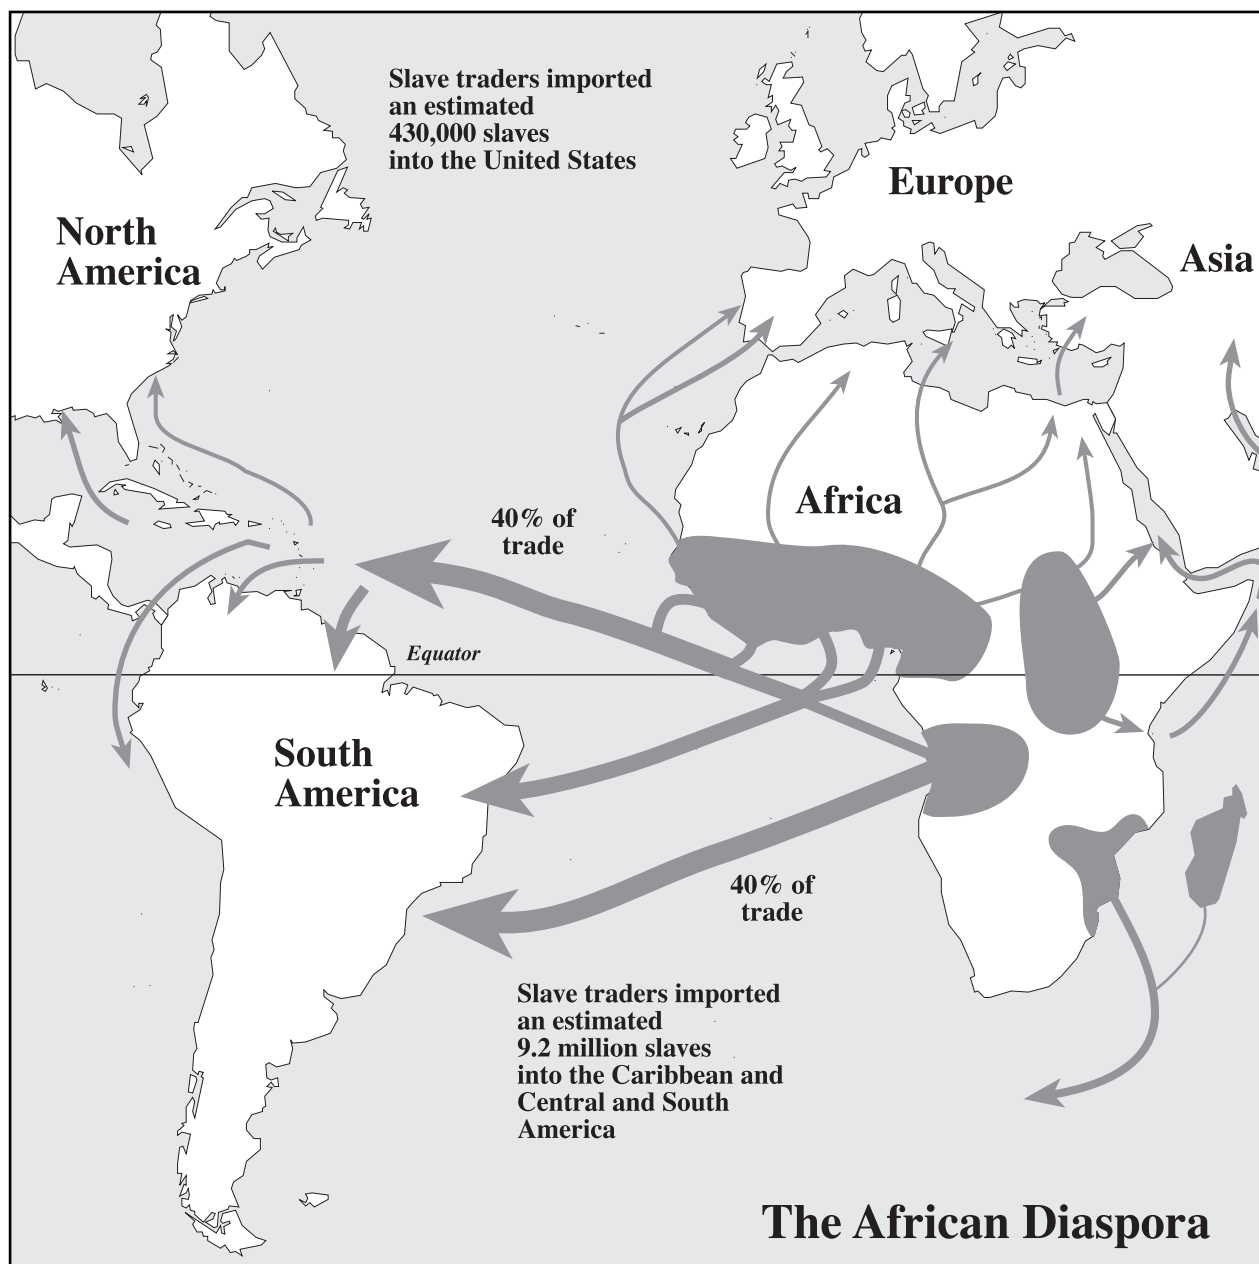 Slave traders imported
an estimated
430,000 slaves
into the United States
Europe
North
America
Asia
Africa
40% of
trade
Equator
South
America
40% of
trade
Slave traders imported
an estimated
9.2 million slaves
into the Caribbean and
Central and South
America
The African Diaspora